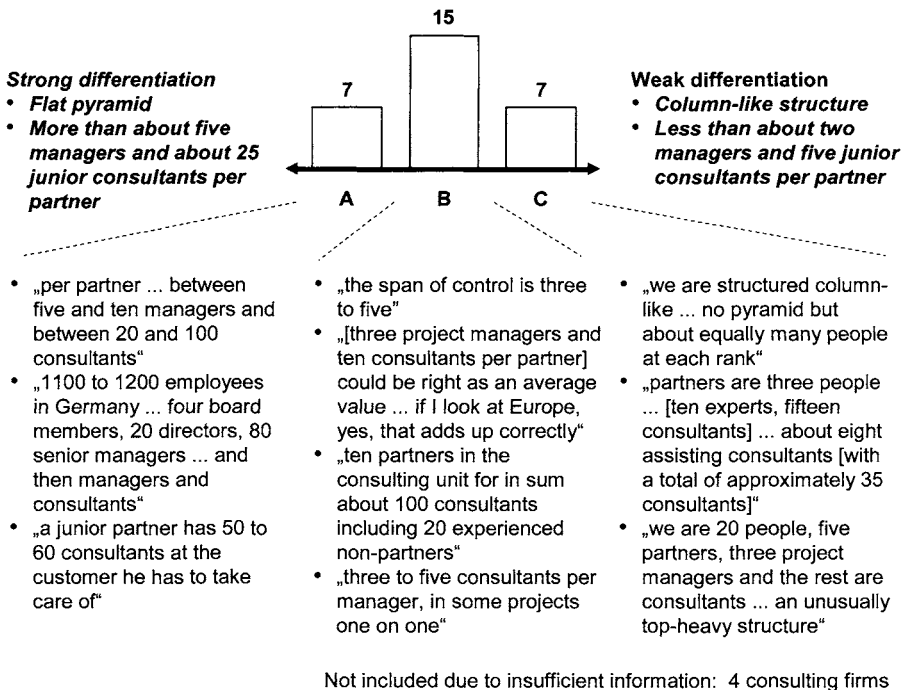 15
Strong differentiation
• Flat pyramid
• More than about five
managers and about 25
junior consultants per
partner
7
7
Weak differentiation
• Column-like structure
• Less than about two
managers and five junior
consultants per partner
A
B
C
• „per partner ... between
five and ten managers and
between 20 and 100
consultants“
• „1100 to 1200 employees
in Germany ... four board
members, 20 directors, 80
senior managers ... and
then managers and
consultants“
• „a junior partner has 50 to
60 consultants at the
customer he has to take
care of“
• „the span of control is three
to five”
• „[three project managers and
ten consultants per partner]
could be right as an average
value ... if I look at Europe,
yes, that adds up correctly“
• „ten partners in the
consulting unit for in sum
about 100 consultants
including 20 experienced
non-partners“
• „three to five consultants per
manager, in some projects
one on one“
• „we are structured column-
like ... no pyramid but
about equally many people
at each rank“
• „partners are three people
... [ten experts, fifteen
consultants] ... about eight
assisting consultants [with
a total of approximately 35
consultants]“
• „we are 20 people, five
partners, three project
managers and the rest are
consultants ... an unusually
top-heavy structure“
Not included due to insufficient information: 4 consulting firms